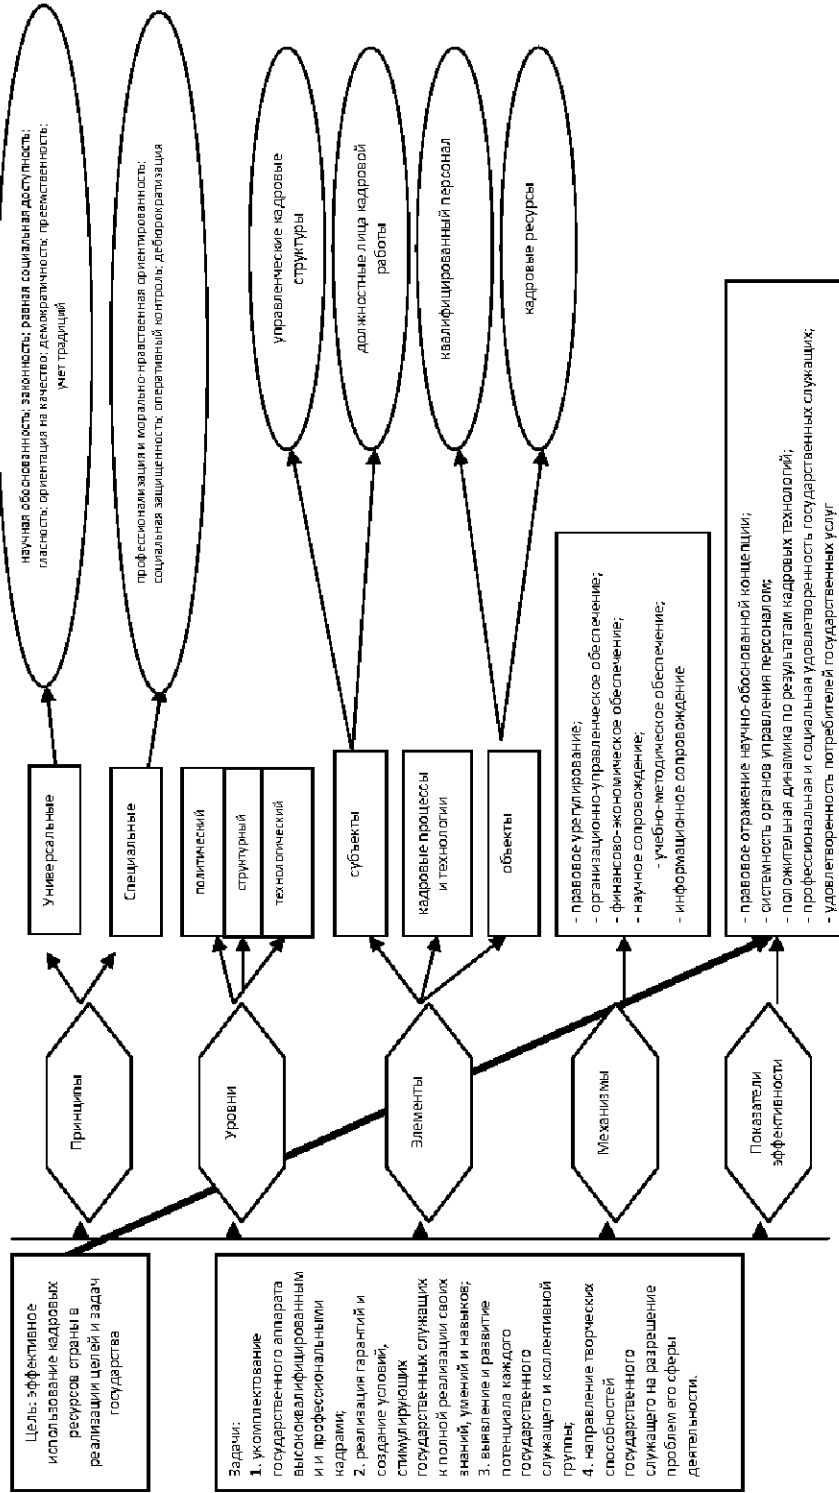 Цель: эффективное
использование кадровых
ресурсов страны в
реализации целей и задач
государства
Задачи:
1. укомплектование
государственного аппарата
высококвалифицированным
и и профессиональными
кадрами;
2. реализация гарантий и
создание условий,
стимулирующих
государственных служащих
к полной реализации своих
знаний, умений и навыков;
3. выявление и развитие
потенциала каждого
государственного
служащего и коллективной
группы;
4. направление творческих
способностей
государственного
служащего на разрешение
проблем его сферы
деятельности.
Принципы
Универсальные
научная обоснованность; законность; равная социальная доступность;
гласность; ориентация на качество; демократичность; преемственность;
учет традиций
Специальные
профессионализация и морально-нравственная ориентированность;
социальная защищенность; оперативный контроль; дебюрократизация
Уровни
политический
структурный
технологический
Элементы
субъекты
управленческие кадровые
структуры
должностные лица кадровой
работы
кадровые процессы
и технологии
объекты
квалифицированный персонал
кадровые ресурсы
Механизмы
- правовое урегулирование;
- организационно-управленческое обеспечение;
- финансово-экономическое обеспечение;
- научное сопровождение;
- учебно-методическое обеспечение;
- информационное сопровождение
Показатели
эффективности
- правовое отражение научно-обоснованной концепции;
- системность органов управления персоналом;
- положительная динамика по результатам кадровых технологий;
- профессиональная и социальная удовлетворенность государственных служащих;
- удовлетворенность потребителей государственных услуг